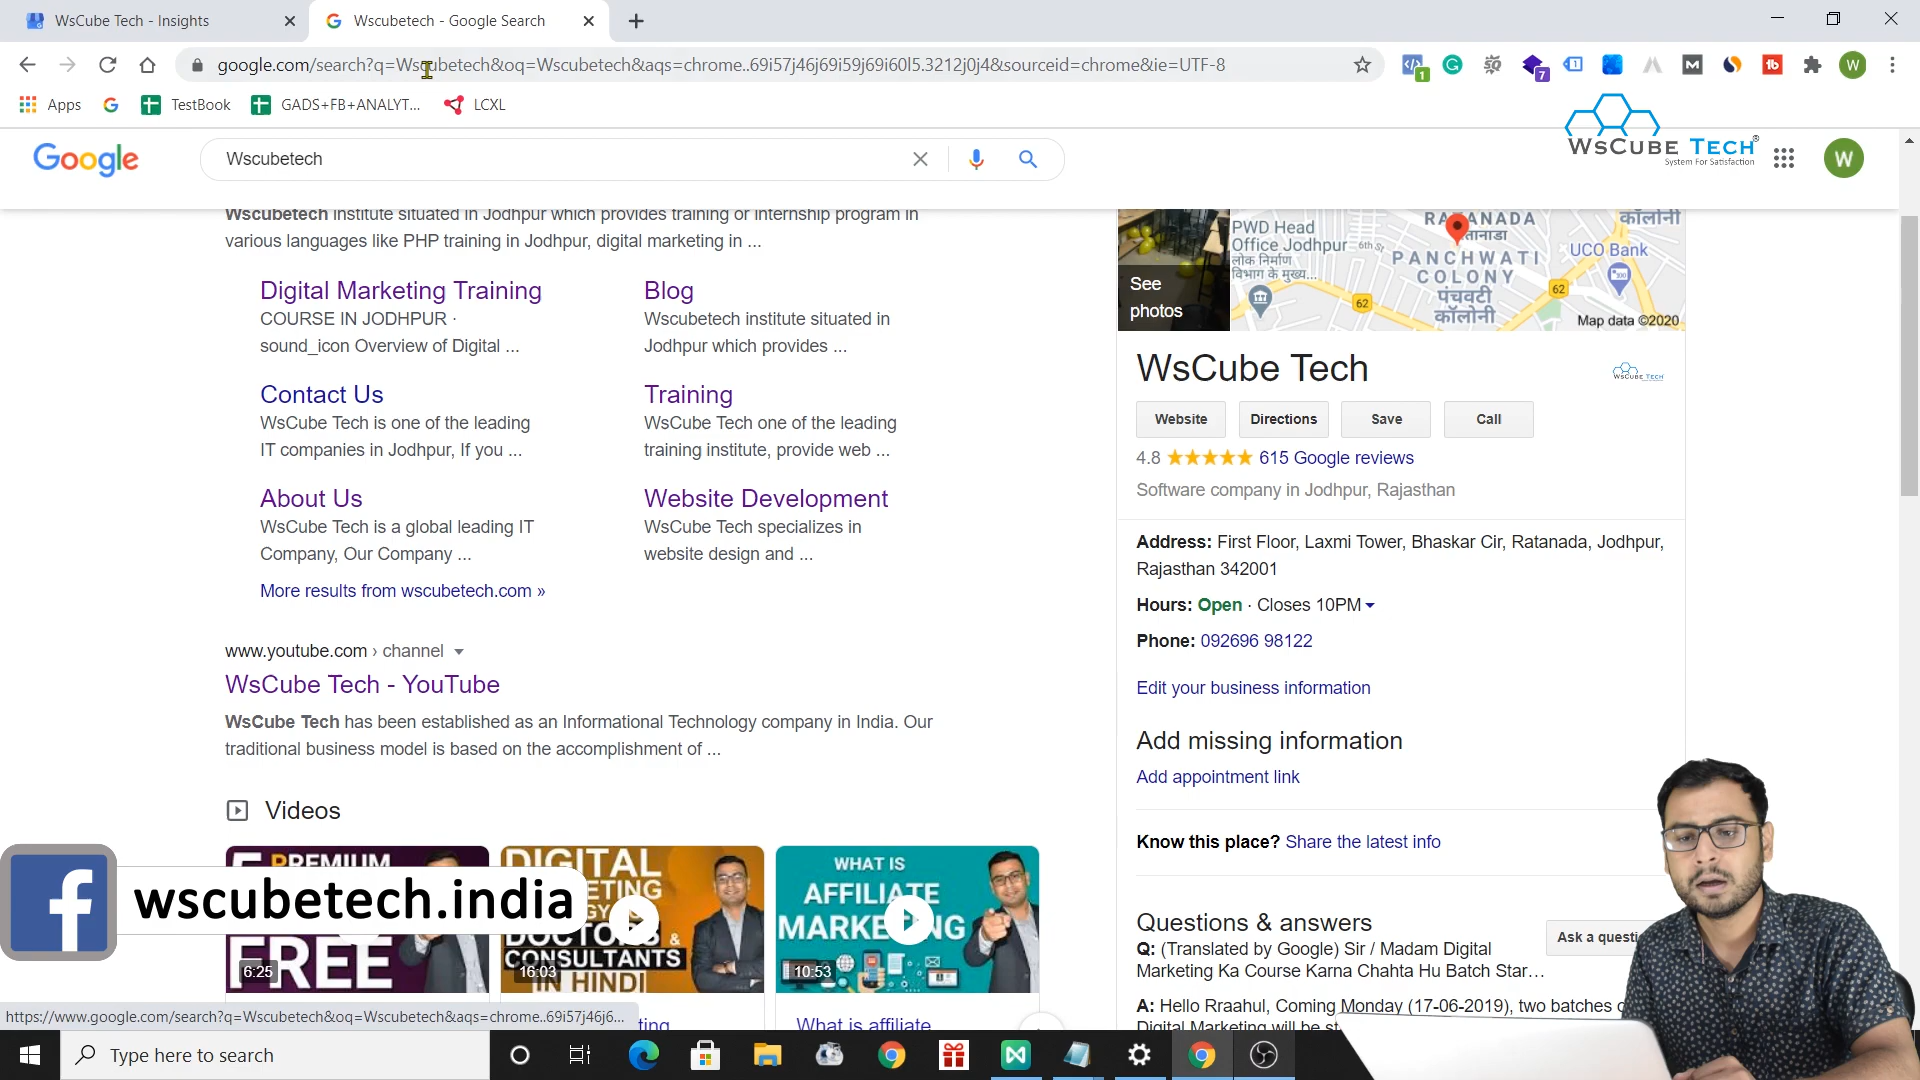 WsCube Tech - Insights
Wscubetech - Google Search
google.com/search?q=Wscubetech&oq=Wscubetech&aqs=chrome..69i57j46j69i59j69i60l5.3212j0j4&sourceid=chrome&ie=UTF-8
1
7
W
Apps
TestBook
GADS+FB+ANALYT...
LCXL
Google
Wscubetech
WSCUBE TECH®
System For Satisfaction
W
Wscubetech institute situated in Jodhpur which provides training or internship program in
various languages like PHP training in Jodhpur, digital marketing in ...
Digital Marketing Training
COURSE IN JODHPUR ·
sound_icon Overview of Digital ...
Blog
Wscubetech institute situated in
Jodhpur which provides ...
Contact Us
WsCube Tech is one of the leading
IT companies in Jodhpur, If you ...
Training
WsCube Tech one of the leading
training institute, provide web ...
About Us
WsCube Tech is a global leading IT
Company, Our Company ...
Website Development
WsCube Tech specializes in
website design and ...
More results from wscubetech.com »
www.youtube.com › channel
WsCube Tech - YouTube
WsCube Tech has been established as an Informational Technology company in India. Our
traditional business model is based on the accomplishment of ...
Videos
PREMIUM
FREE
6:25
DIGITAL
DOCTORS &
CONSULTANTS
IN HINDI
16:03
WHAT IS
AFFILIATE
MARKETING
10:53
What is affiliate
wscubetech.india
https://www.google.com/search?q=Wscubetech&oq=Wscubetech&aqs=chrome..69i57j46j6...
See
photos
PWD Head
Office Jodhpur
लोक निर्माण
विभाग के मुख्य...
6th St
RATANADA
कॉलोनी
PANCHWATI
COLONY
पंचवटी
कॉलोनी
UCO Bank
62
62
Map data ©2020
WsCube Tech
WSCUBE TECH
Website
Directions
Save
Call
4.8
615 Google reviews
Software company in Jodhpur, Rajasthan
Address: First Floor, Laxmi Tower, Bhaskar Cir, Ratanada, Jodhpur,
Rajasthan 342001
Hours: Open · Closes 10PM
Phone: 092696 98122
Edit your business information
Add missing information
Add appointment link
Know this place? Share the latest info
Questions & answers
Ask a questi
Q: (Translated by Google) Sir / Madam Digital
Marketing Ka Course Karna Chahta Hu Batch Star...
A: Hello Rraahul, Coming Monday (17-06-2019), two batches
Digital Marketing will be
Type here to search